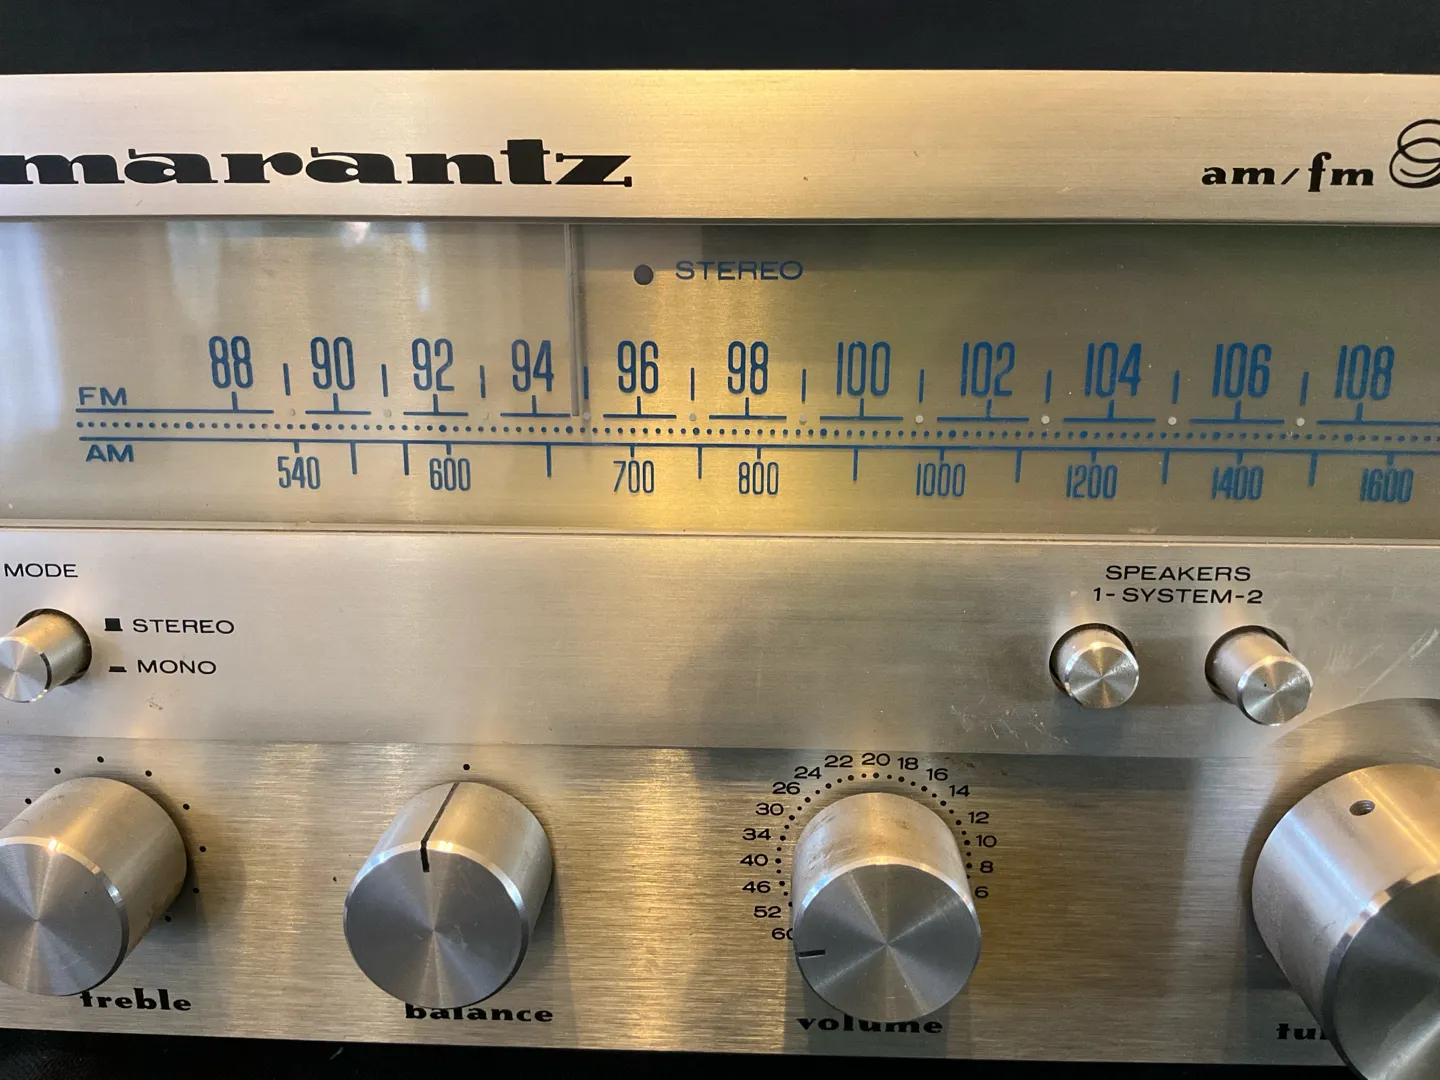 marantz
am/fm
STEREO
88 90 92 94 96 98 100 102 104 106 108
FM
AM
540 600 700 800 1000 1200 1400 1600
MODE
STEREO
MONO
SPEAKERS
1-SYSTEM-2
60 52 46 40 34 30 26 24 22 20 18 16 14 12 10 8 6
treble
balance
volume